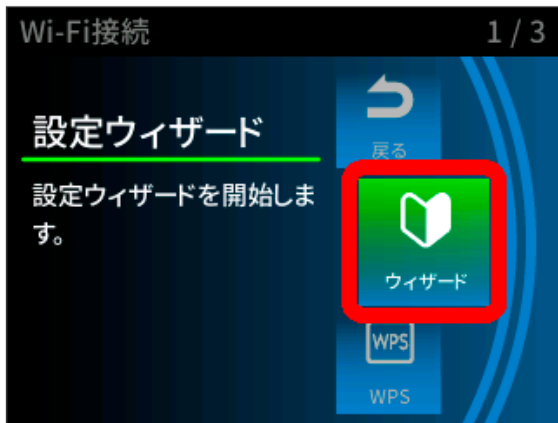 Wi-Fi接続 1 / 3
設定ウィザード
設定ウィザードを開始しま
す。
戻る
ウィザード
WPS
WPS